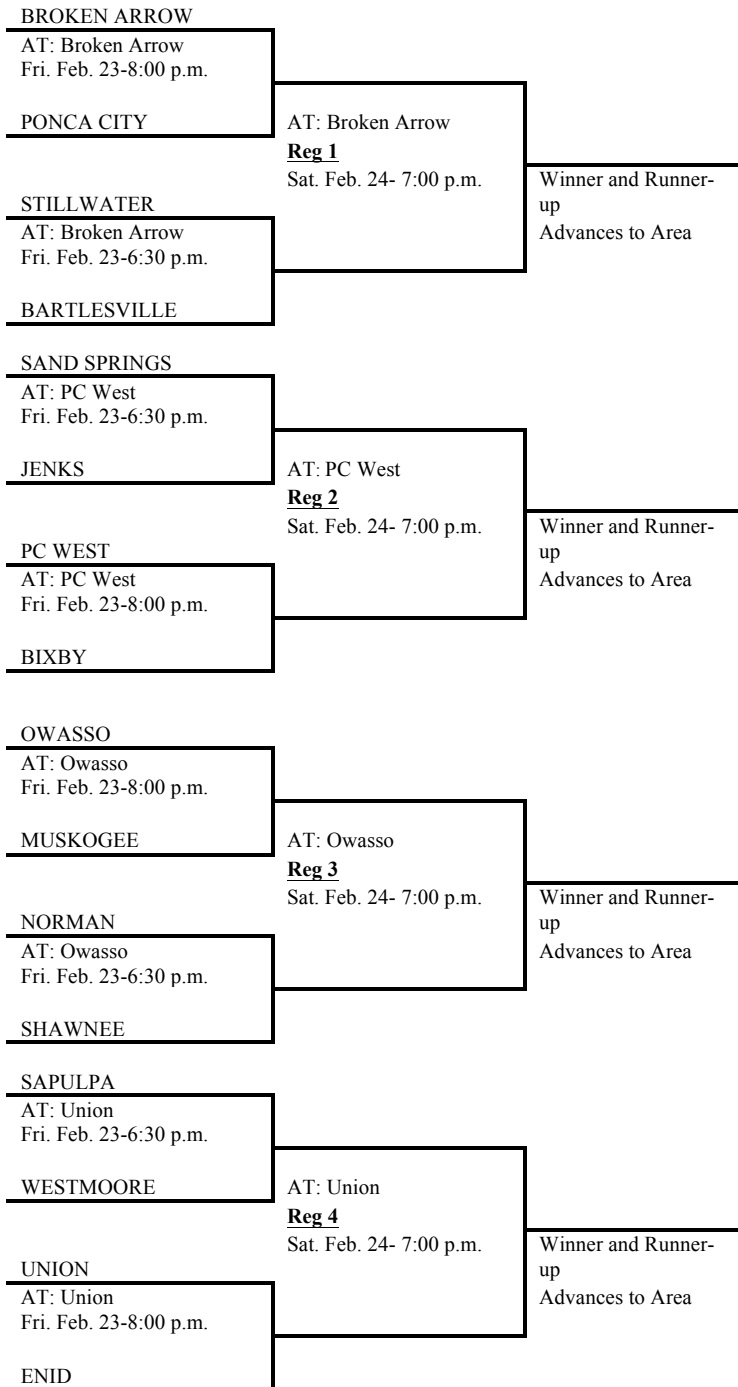 BROKEN ARROW
AT: Broken Arrow
Fri. Feb. 23-8:00 p.m.
PONCA CITY
AT: Broken Arrow
Reg 1
Sat. Feb. 24- 7:00 p.m.
Winner and Runner-
up
Advances to Area
STILLWATER
AT: Broken Arrow
Fri. Feb. 23-6:30 p.m.
BARTLESVILLE
SAND SPRINGS
AT: PC West
Fri. Feb. 23-6:30 p.m.
JENKS
AT: PC West
Reg 2
Sat. Feb. 24- 7:00 p.m.
Winner and Runner-
up
Advances to Area
PC WEST
AT: PC West
Fri. Feb. 23-8:00 p.m.
BIXBY
OWASSO
AT: Owasso
Fri. Feb. 23-8:00 p.m.
MUSKOGEE
AT: Owasso
Reg 3
Sat. Feb. 24- 7:00 p.m.
Winner and Runner-
up
Advances to Area
NORMAN
AT: Owasso
Fri. Feb. 23-6:30 p.m.
SHAWNEE
SAPULPA
AT: Union
Fri. Feb. 23-6:30 p.m.
WESTMOORE
AT: Union
Reg 4
Sat. Feb. 24- 7:00 p.m.
Winner and Runner-
up
Advances to Area
UNION
AT: Union
Fri. Feb. 23-8:00 p.m.
ENID